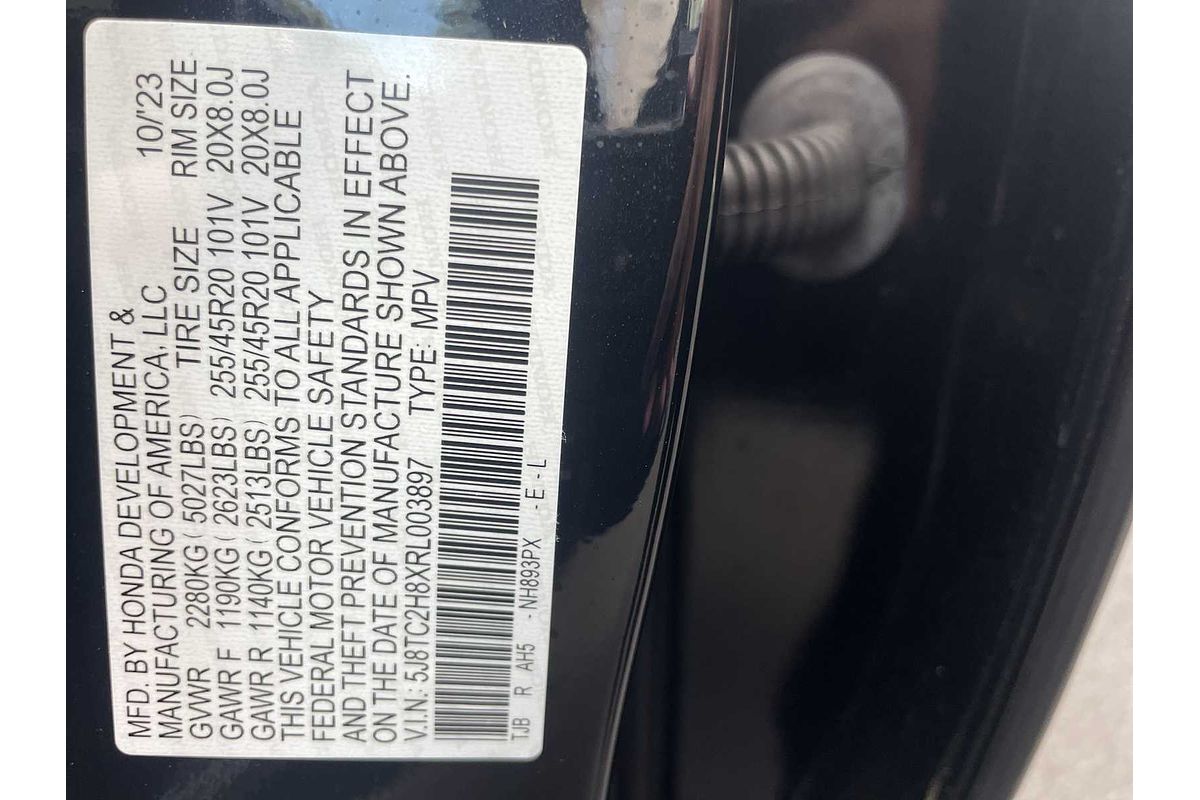 MFD. BY HONDA DEVELOPMENT & 10/'23
MANUFACTURING OF AMERICA, LLC
GVWR 2280KG ( 5027LBS) TIRE SIZE RIM SIZE
GAWR F 1190KG ( 2623LBS) 255/45R20 101V 20X8.0J
GAWR R 1140KG ( 2513LBS) 255/45R20 101V 20X8.0J
THIS VEHICLE CONFORMS TO ALL APPLICABLE
FEDERAL MOTOR VEHICLE SAFETY
AND THEFT PREVENTION STANDARDS IN EFFECT
ON THE DATE OF MANUFACTURE SHOWN ABOVE.
V.I.N.: 5J8TC2H8XRL003897 TYPE: MPV
TJB R AH5 -NH893PX -E-L